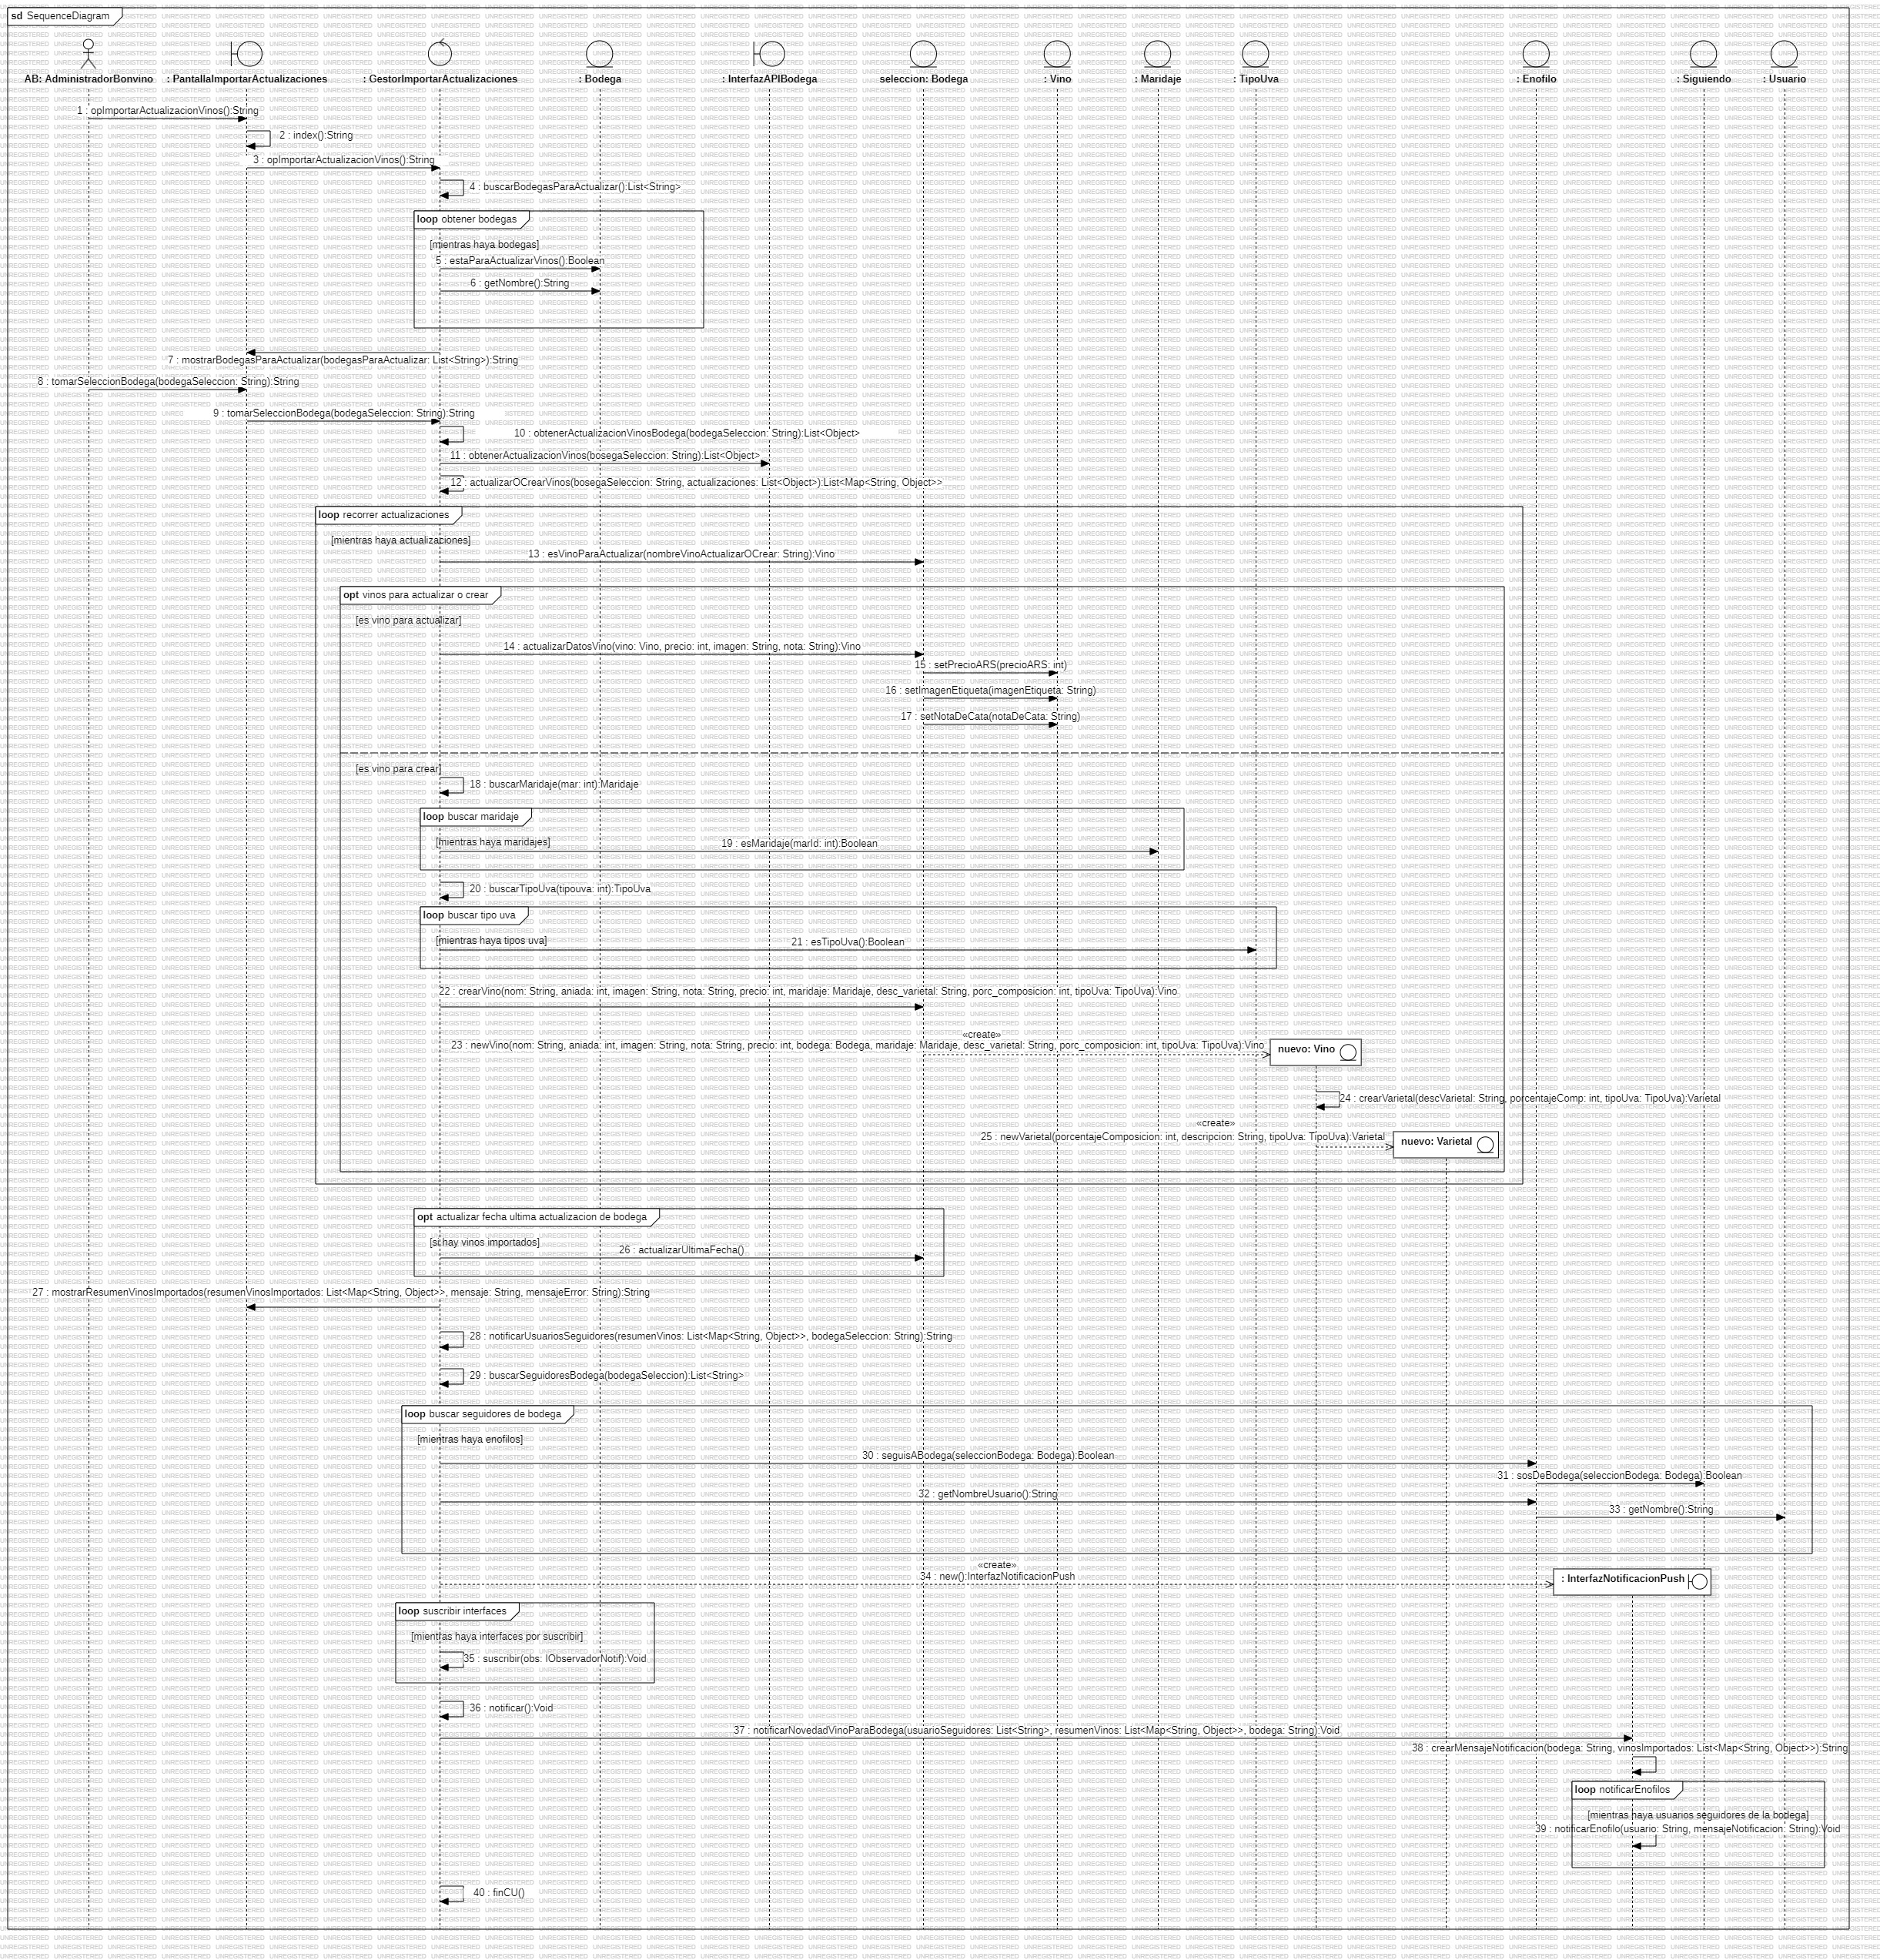 sd SequenceDiagram
AB: AdministradorBonvino
: PantallaImportarActualizaciones
: GestorImportarActualizaciones
: Bodega
: InterfazAPIBodega
seleccion: Bodega
: Vino
: Maridaje
: TipoUva
: Enofilo
: Siguiendo
: Usuario
1 : opImportarActualizacionVinos():String
2 : index():String
3 : opImportarActualizacionVinos():String
4 : buscarBodegasParaActualizar():List<String>
loop obtener bodegas
[mientras haya bodegas]
5 : estaParaActualizarVinos():Boolean
6 : getNombre():String
7 : mostrarBodegasParaActualizar(bodegasParaActualizar: List<String>):String
8 : tomarSeleccionBodega(bodegaSeleccion: String):String
9 : tomarSeleccionBodega(bodegaSeleccion: String):String
10 : obtenerActualizacionVinosBodega(bodegaSeleccion: String):List<Object>
11 : obtenerActualizacionVinos(bosegaSeleccion: String):List<Object>
12 : actualizarOCrearVinos(bosegaSeleccion: String, actualizaciones: List<Object>):List<Map<String, Object>>
loop recorrer actualizaciones
[mientras haya actualizaciones]
13 : esVinoParaActualizar(nombreVinoActualizarOCrear: String):Vino
opt vinos para actualizar o crear
[es vino para actualizar]
14 : actualizarDatosVino(vino: Vino, precio: int, imagen: String, nota: String):Vino
15 : setPrecioARS(precioARS: int)
16 : setImagenEtiqueta(imagenEtiqueta: String)
17 : setNotaDeCata(notaDeCata: String)
[es vino para crear]
18 : buscarMaridaje(mar: int):Maridaje
loop buscar maridaje
[mientras haya maridajes]
19 : esMaridaje(marId: int):Boolean
20 : buscarTipoUva(tipouva: int):TipoUva
loop buscar tipo uva
[mientras haya tipos uva]
21 : esTipoUva():Boolean
22 : crearVino(nom: String, aniada: int, imagen: String, nota: String, precio: int, maridaje: Maridaje, desc_varietal: String, porc_composicion: int, tipoUva: TipoUva):Vino
«create»
23 : newVino(nom: String, aniada: int, imagen: String, nota: String, precio: int, bodega: Bodega, maridaje: Maridaje, desc_varietal: String, porc_composicion: int, tipoUva: TipoUva):Vino
nuevo: Vino
24 : crearVarietal(descVarietal: String, porcentajeComp: int, tipoUva: TipoUva):Varietal
«create»
25 : newVarietal(porcentajeComposicion: int, descripcion: String, tipoUva: TipoUva):Varietal
nuevo: Varietal
opt actualizar fecha ultima actualizacion de bodega
[si hay vinos importados]
26 : actualizarUltimaFecha()
27 : mostrarResumenVinosImportados(resumenVinosImportados: List<Map<String, Object>>, mensaje: String, mensajeError: String):String
28 : notificarUsuariosSeguidores(resumenVinos: List<Map<String, Object>>, bodegaSeleccion: String):String
29 : buscarSeguidoresBodega(bodegaSeleccion):List<String>
loop buscar seguidores de bodega
[mientras haya enofilos]
30 : seguisABodega(seleccionBodega: Bodega):Boolean
31 : sosDeBodega(seleccionBodega: Bodega):Boolean
32 : getNombreUsuario():String
33 : getNombre():String
«create»
34 : new():InterfazNotificacionPush
: InterfazNotificacionPush
loop suscribir interfaces
[mientras haya interfaces por suscribir]
35 : suscribir(obs: IObservadorNotif):Void
36 : notificar():Void
37 : notificarNovedadVinoParaBodega(usuarioSeguidores: List<String>, resumenVinos: List<Map<String, Object>>, bodega: String):Void
38 : crearMensajeNotificacion(bodega: String, vinosImportados: List<Map<String, Object>>):String
loop notificarEnofilos
[mientras haya usuarios seguidores de la bodega]
39 : notificarEnofilo(usuario: String, mensajeNotificacion: String):Void
40 : finCU()
UNREGISTERED